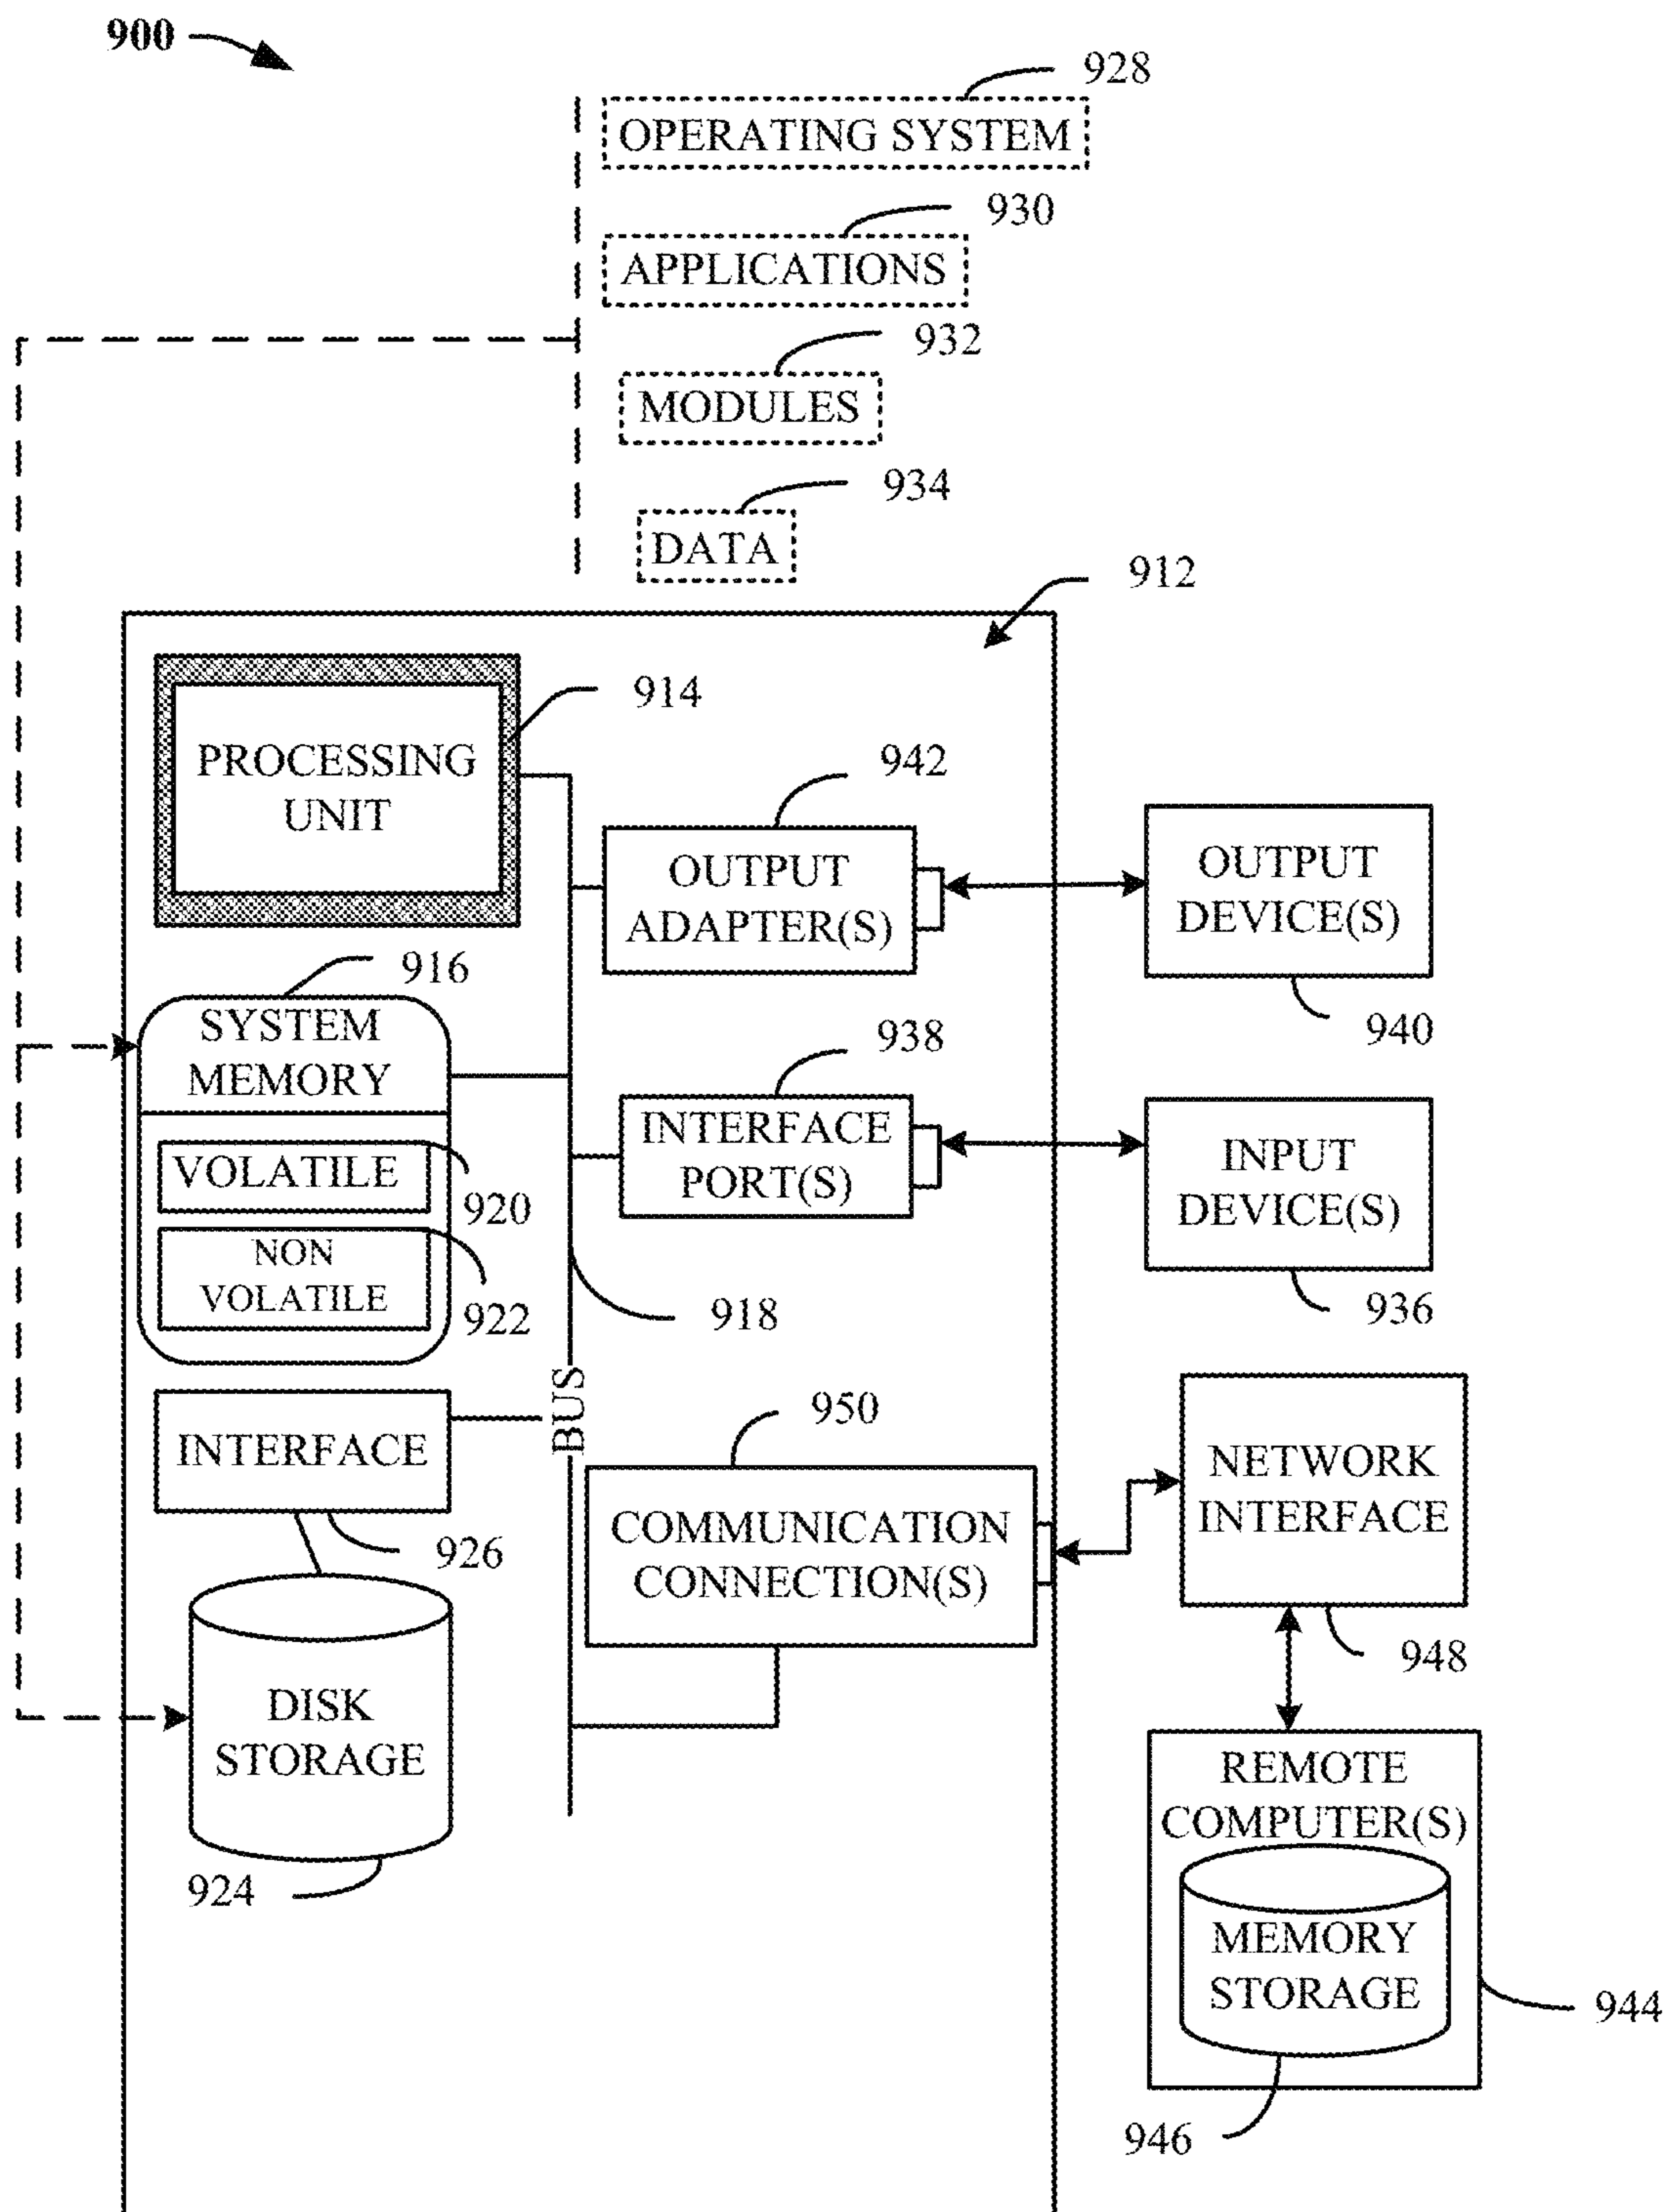 900
928
OPERATING SYSTEM
930
APPLICATIONS
932
MODULES
934
DATA
912
914
PROCESSING
UNIT
942
OUTPUT
ADAPTER(S)
OUTPUT
DEVICE(S)
940
916
SYSTEM
MEMORY
VOLATILE
920
NON
VOLATILE
922
938
INTERFACE
PORT(S)
INPUT
DEVICE(S)
936
918
BUS
INTERFACE
926
950
COMMUNICATION
CONNECTION(S)
NETWORK
INTERFACE
948
DISK
STORAGE
924
REMOTE
COMPUTER(S)
MEMORY
STORAGE
944
946